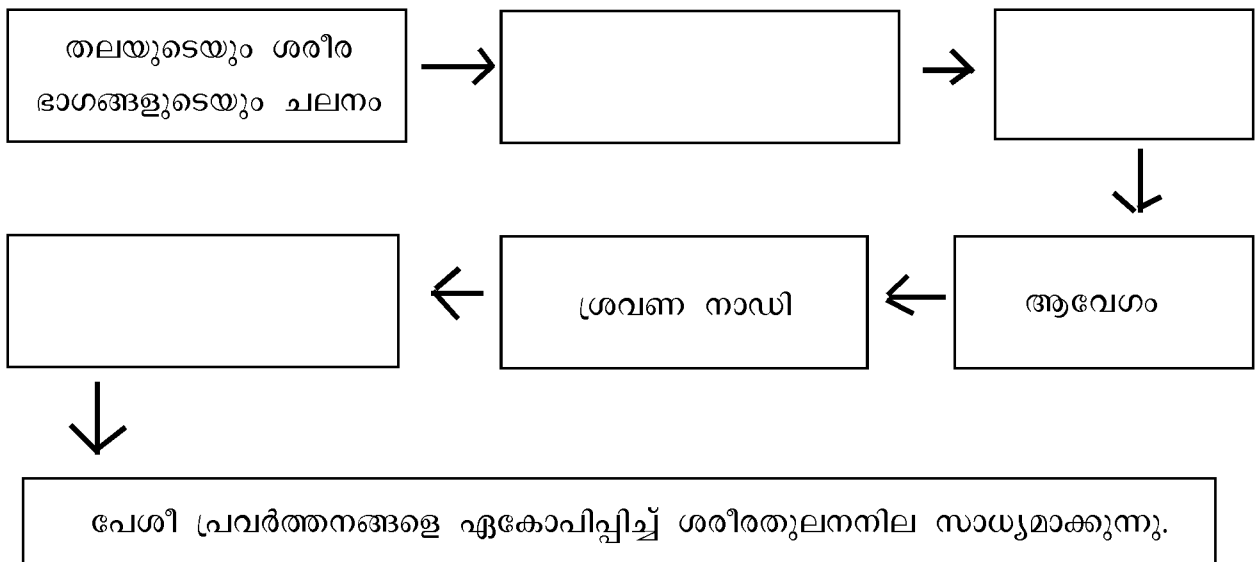 തലയുടെയും ശരീര
ഭാഗങ്ങളുടെയും ചലനം
ആവേഗം
ശ്രവണ നാഡി
പേശീ പ്രവർത്തനങ്ങളെ ഏകോപിപ്പിച്ച് ശരീരതുലനനില സാധ്യമാക്കുന്നു.